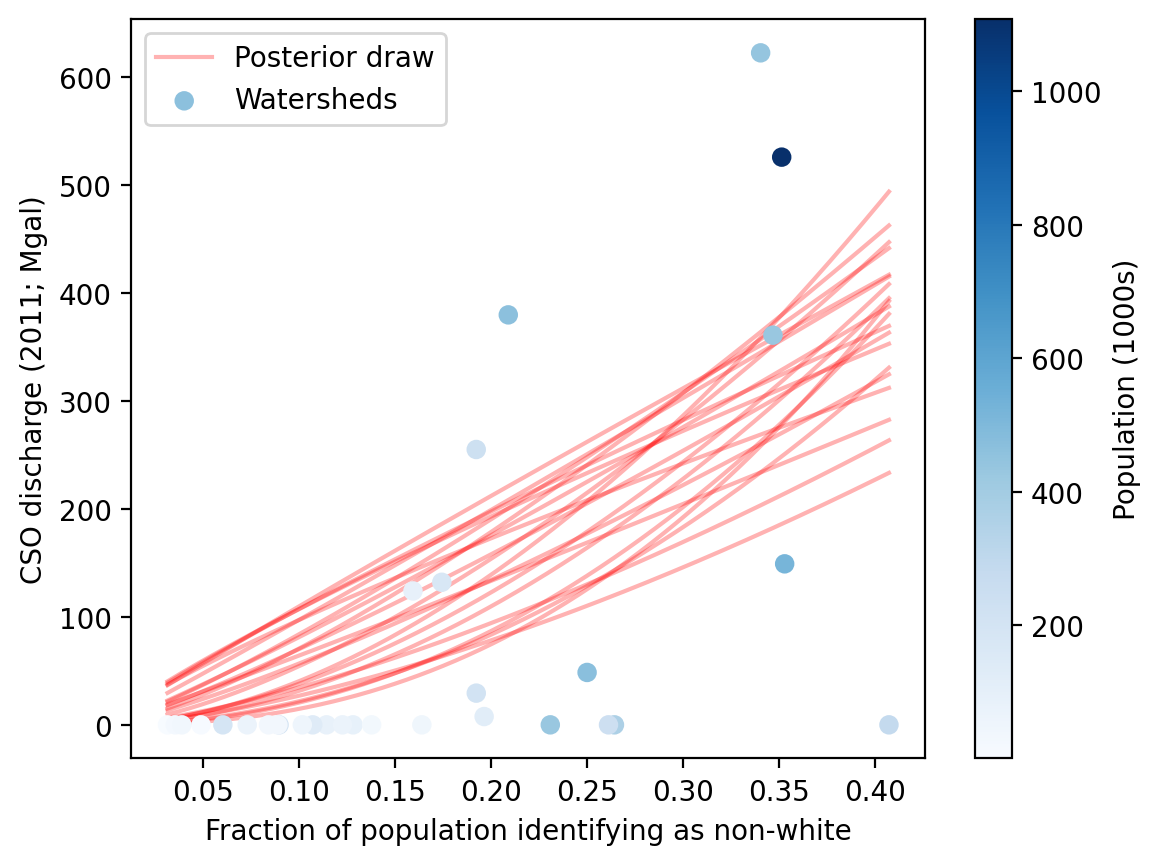 Posterior draw
Watersheds
600
500
400
300
200
100
0
CSO discharge (2011; Mgal)
0.05 0.10 0.15 0.20 0.25 0.30 0.35 0.40
Fraction of population identifying as non-white
1000
800
600
400
200
Population (1000s)